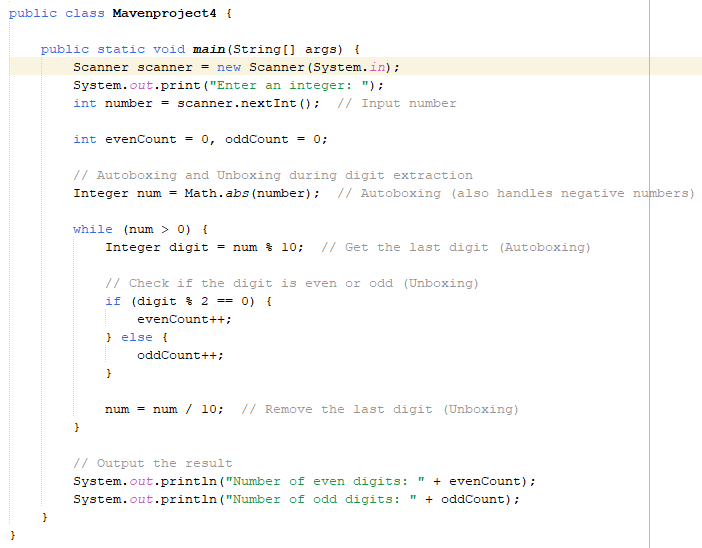 public class Mavenproject4 {
public static void main(String[] args) {
Scanner scanner = new Scanner(System.in);
System.out.print("Enter an integer: ");
int number = scanner.nextInt();  // Input number
int evenCount = 0, oddCount = 0;
// Autoboxing and Unboxing during digit extraction
Integer num = Math.abs(number);  // Autoboxing (also handles negative numbers)
while (num > 0) {
Integer digit = num % 10;  // Get the last digit (Autoboxing)
// Check if the digit is even or odd (Unboxing)
if (digit % 2 == 0) {
evenCount++;
} else {
oddCount++;
}
num = num / 10;  // Remove the last digit (Unboxing)
}
// Output the result
System.out.println("Number of even digits: " + evenCount);
System.out.println("Number of odd digits: " + oddCount);
}
}